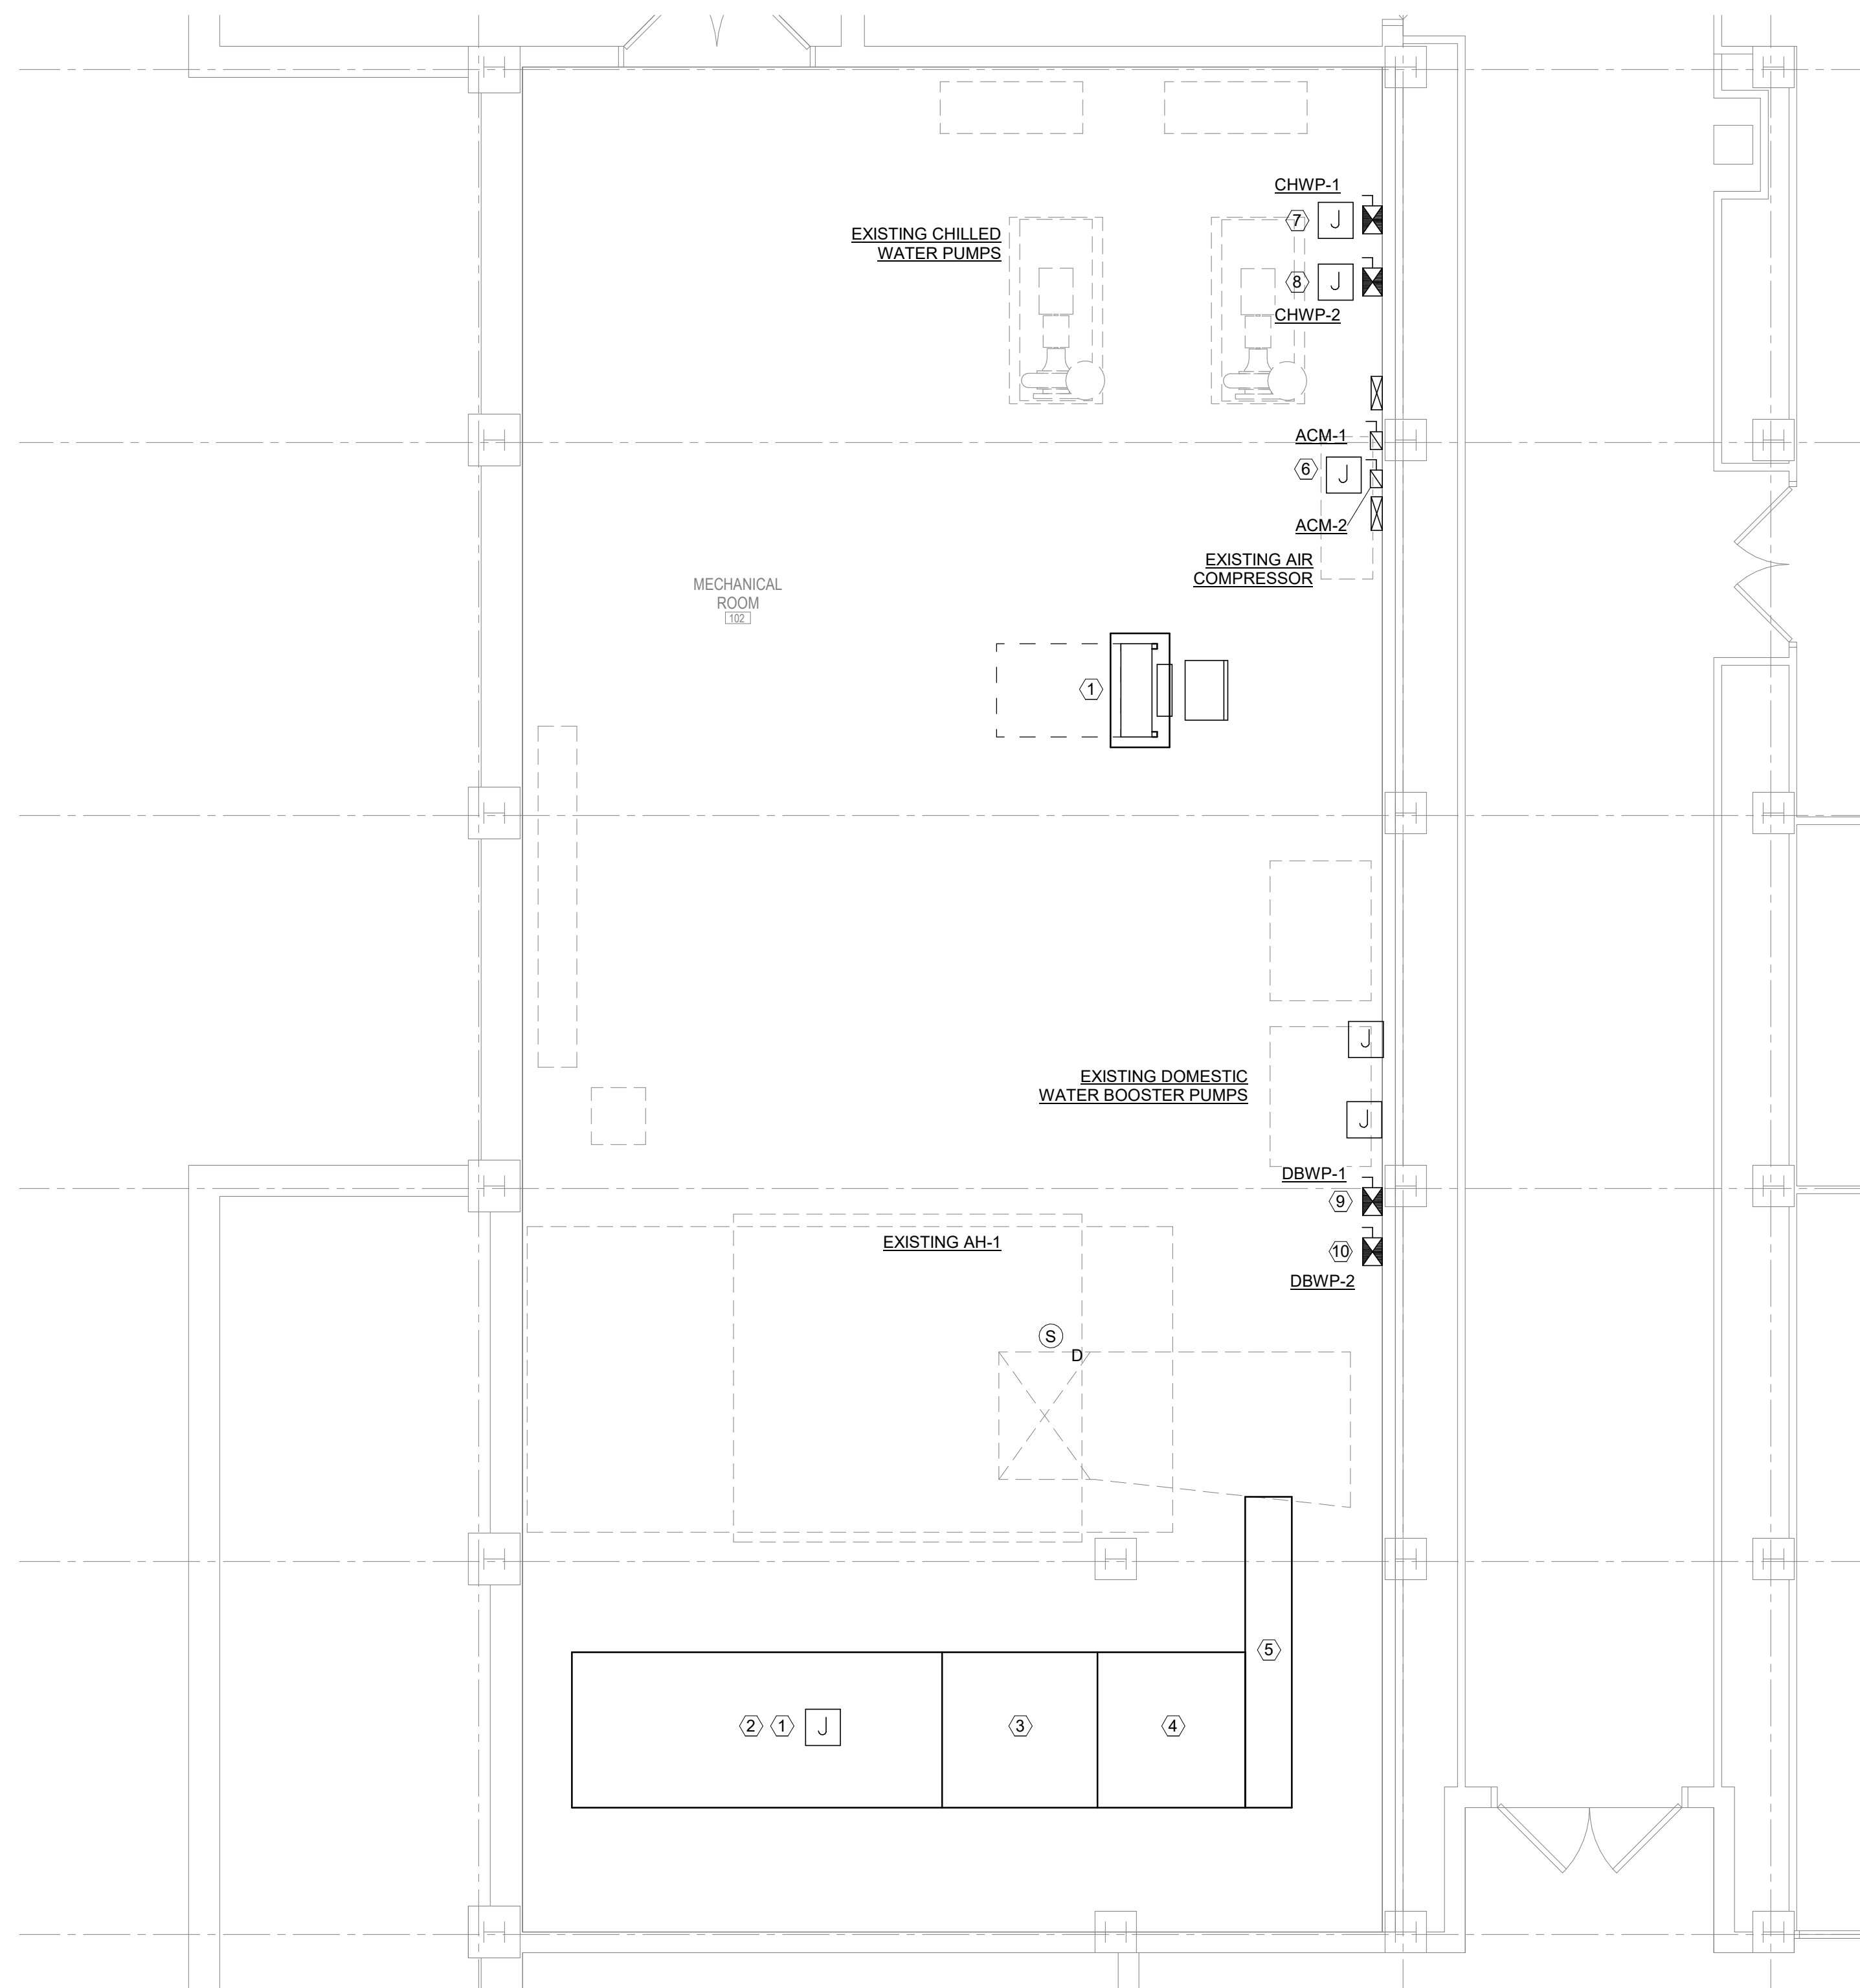 CHWP-1
7
J
EXISTING CHILLED
WATER PUMPS
8
J
CHWP-2
ACM-1
6
J
ACM-2
EXISTING AIR
COMPRESSOR
MECHANICAL
ROOM
102
1
J
EXISTING DOMESTIC
WATER BOOSTER PUMPS
J
DBWP-1
9
EXISTING AH-1
10
DBWP-2
S
D
5
2
1
J
3
4